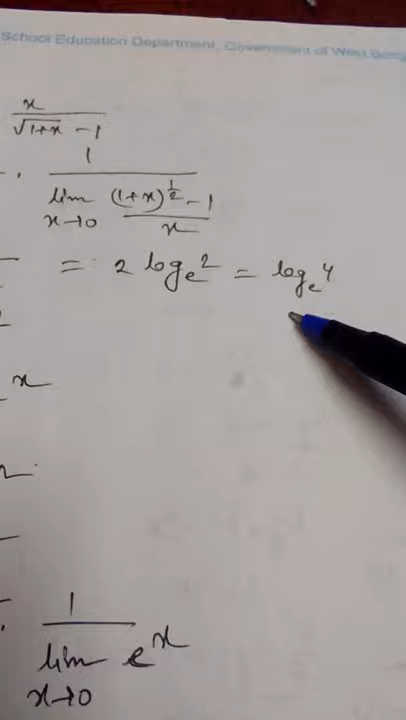 School Education Department, Government of West Beng
x / √1+x - 1
. 1 / lim x→0 (1+x)^1/2 - 1 / x
= 2 log_e 2 = log_e 4
x
1 / lim x→0 e^x